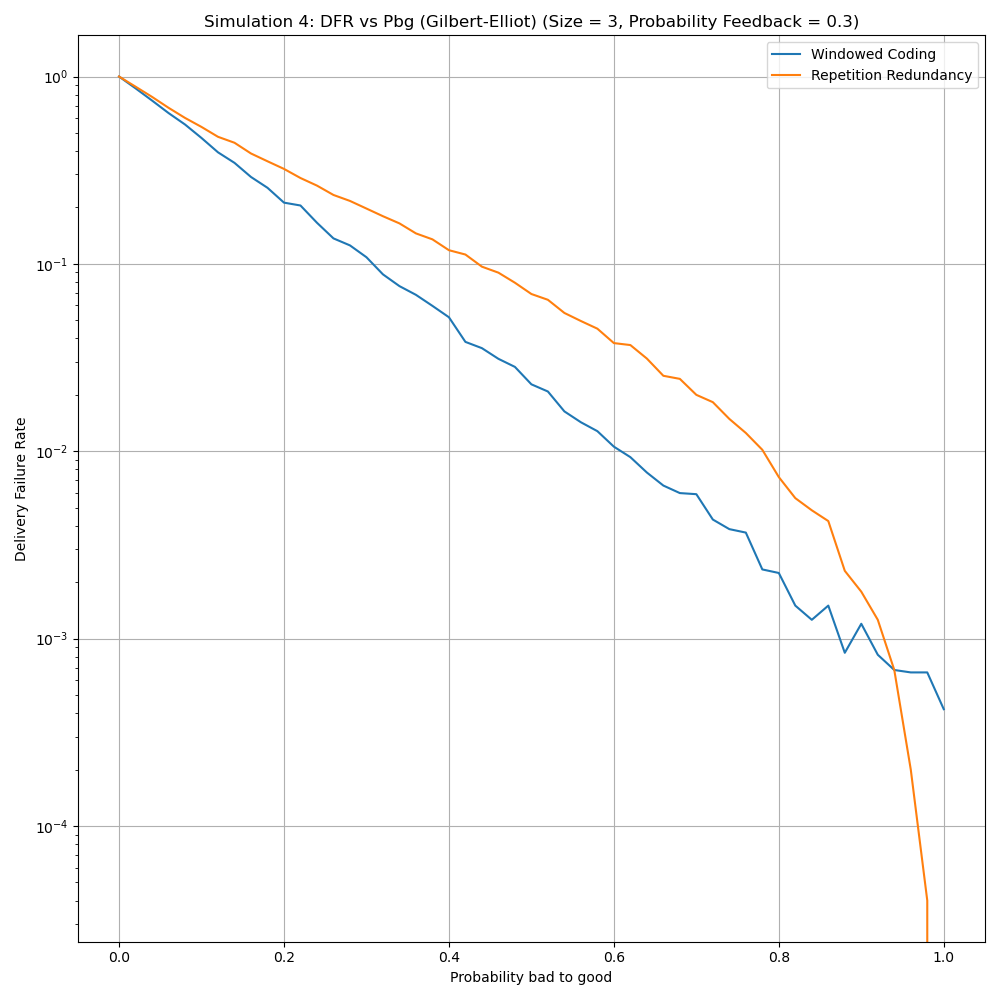 Simulation 4: DFR vs Pbg (Gilbert-Elliot) (Size = 3, Probability Feedback = 0.3)
Windowed Coding
Repetition Redundancy
10⁰
10⁻¹
10⁻²
10⁻³
10⁻⁴
Delivery Failure Rate
0.0 0.2 0.4 0.6 0.8 1.0
Probability bad to good